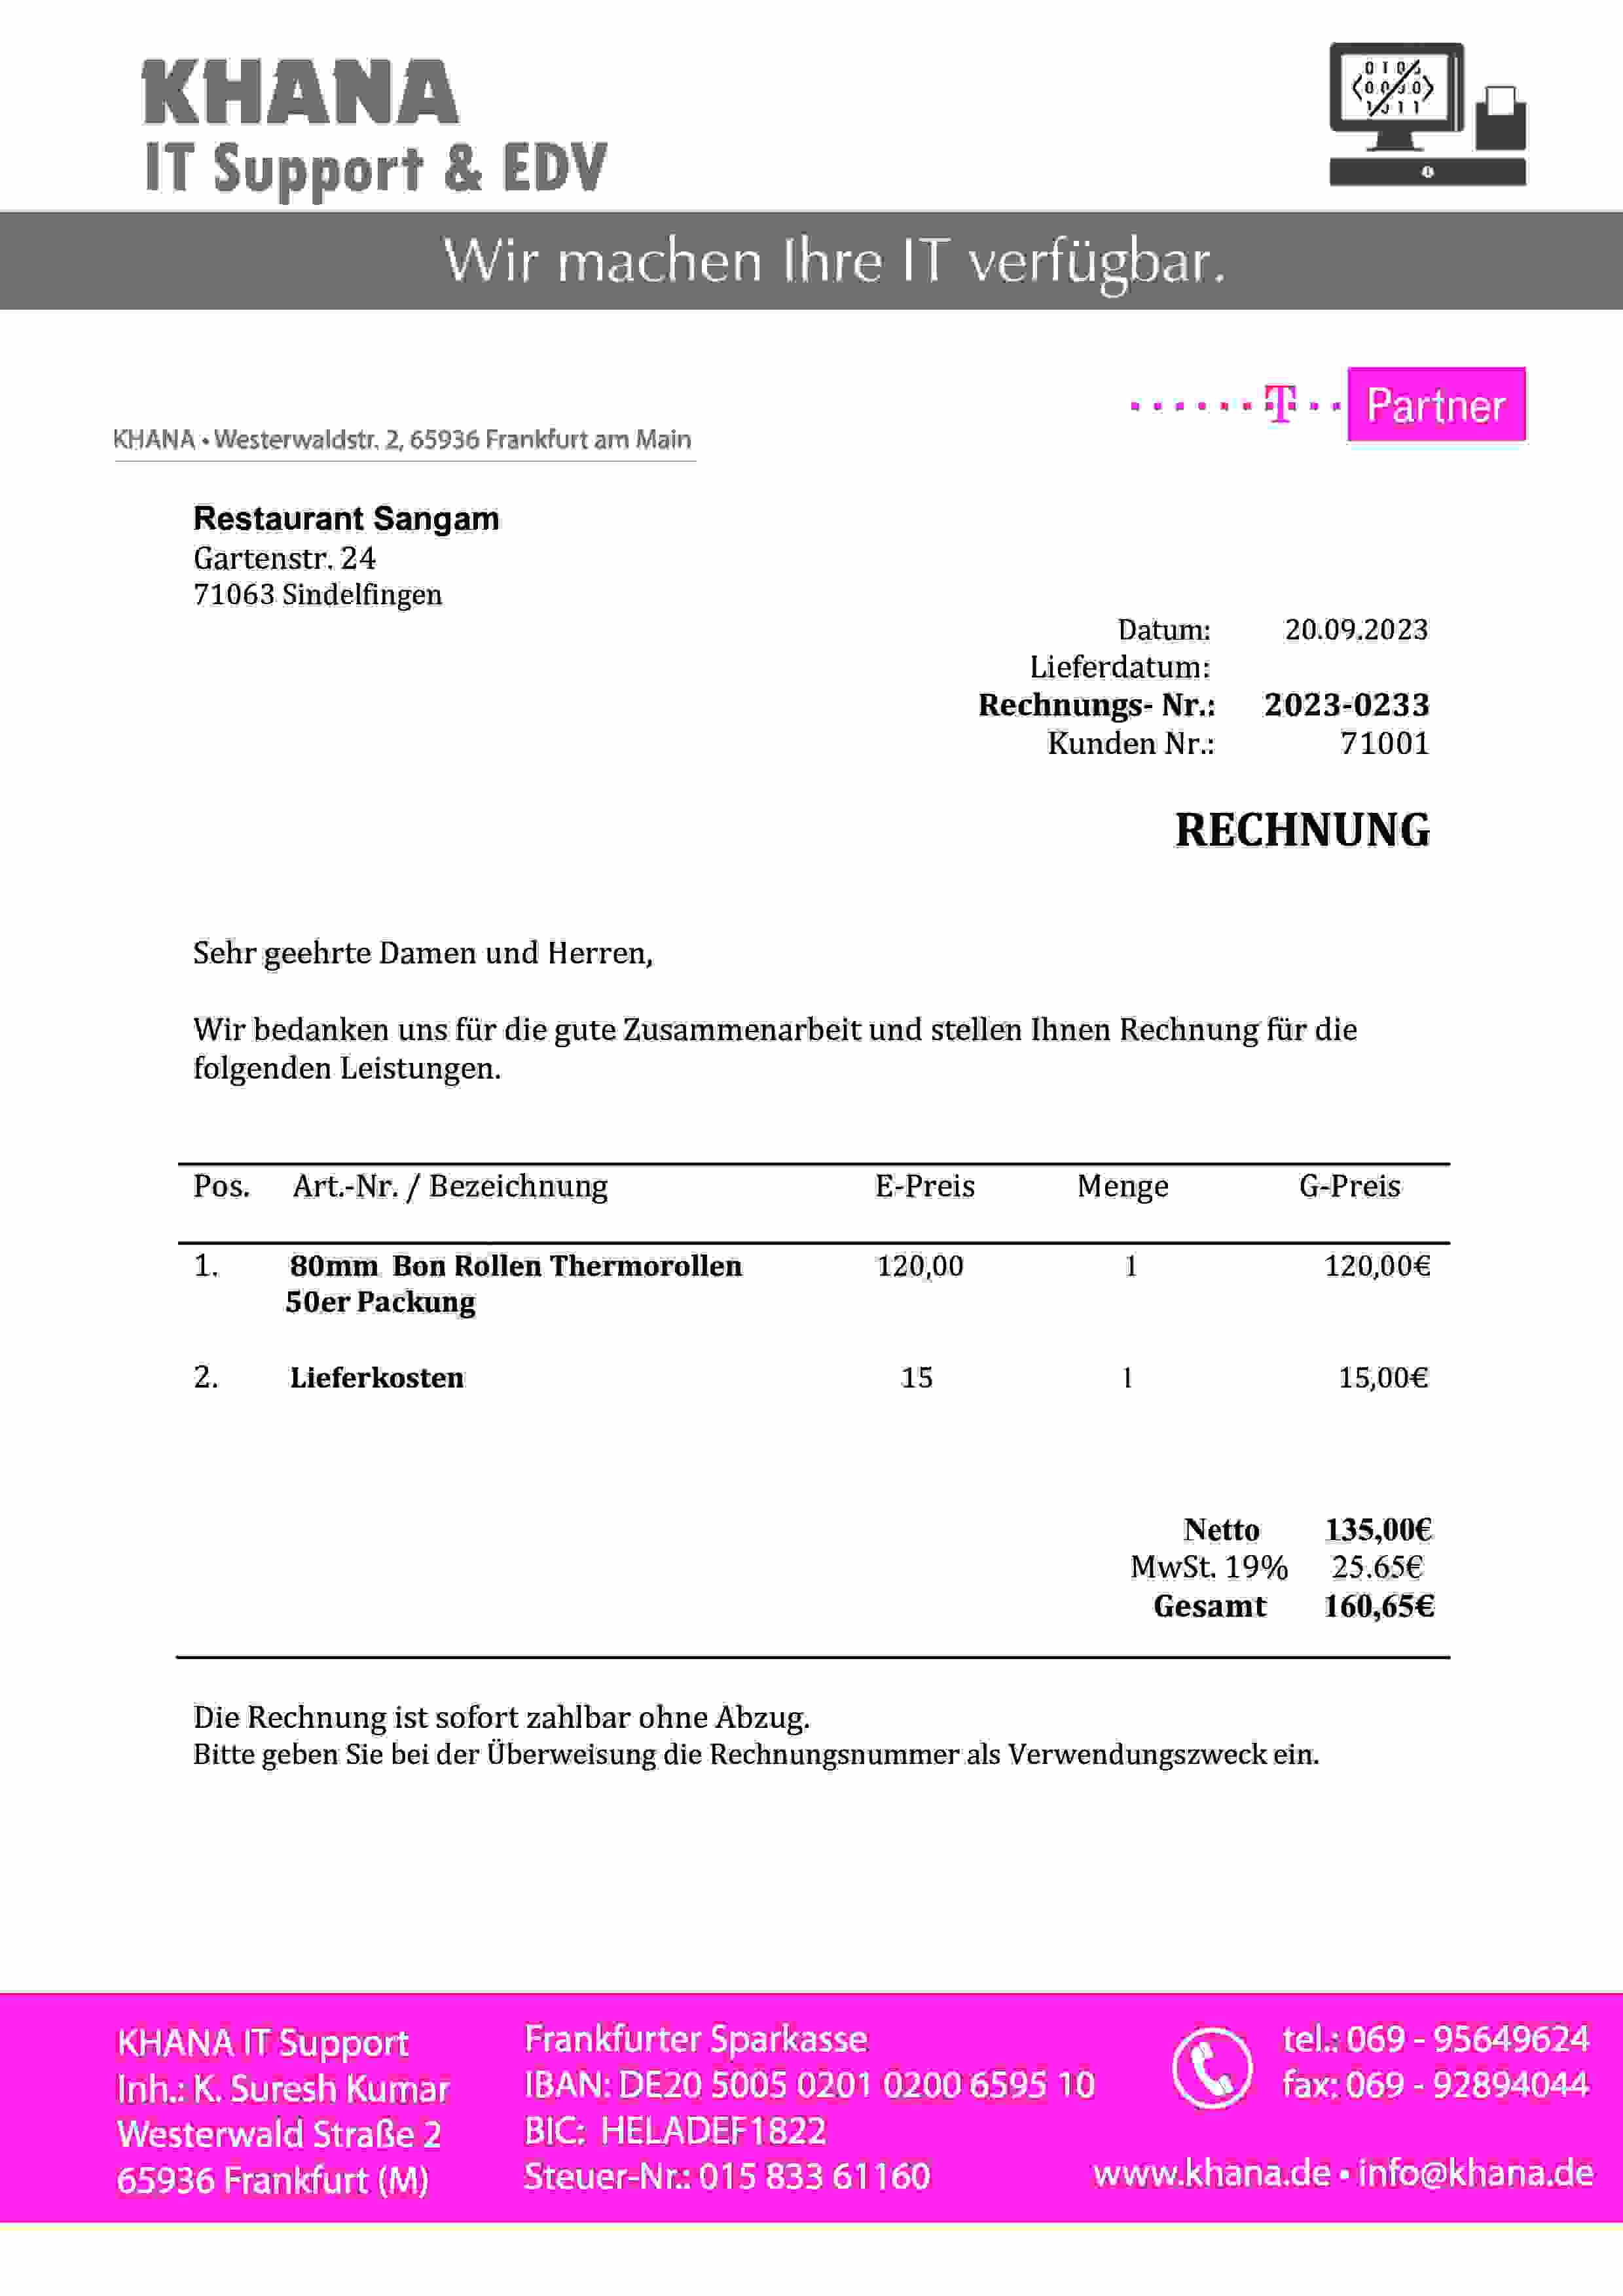 KHANA
IT Support & EDV
Wir machen Ihre IT verfügbar.
T Partner
KHANA • Westerwaldstr. 2, 65936 Frankfurt am Main
Restaurant Sangam
Gartenstr. 24
71063 Sindelfingen
Datum: 20.09.2023
Lieferdatum:
Rechnungs- Nr.: 2023-0233
Kunden Nr.: 71001
RECHNUNG
Sehr geehrte Damen und Herren,
Wir bedanken uns für die gute Zusammenarbeit und stellen Ihnen Rechnung für die
folgenden Leistungen.
Pos. Art.-Nr. / Bezeichnung E-Preis Menge G-Preis
1. 80mm Bon Rollen Thermorollen 120,00 1 120,00€
50er Packung
2. Lieferkosten 15 1 15,00€
Netto 135,00€
MwSt. 19% 25.65€
Gesamt 160,65€
Die Rechnung ist sofort zahlbar ohne Abzug.
Bitte geben Sie bei der Überweisung die Rechnungsnummer als Verwendungszweck ein.
KHANA IT Support
Inh.: K. Suresh Kumar
Westerwald Straße 2
65936 Frankfurt (M)
Frankfurter Sparkasse
IBAN: DE20 5005 0201 0200 6595 10
BIC: HELADEF1822
Steuer-Nr.: 015 833 61160
tel.: 069 - 95649624
fax: 069 - 92894044
www.khana.de • info@khana.de